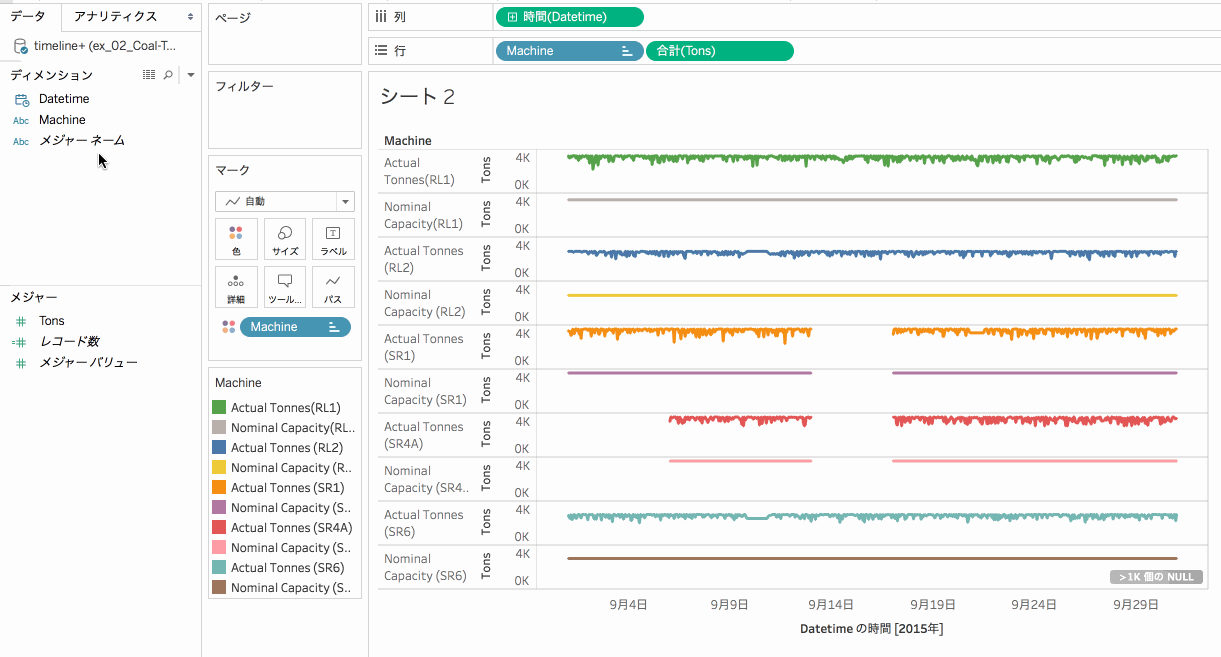 データ
アナリティクス
timeline+ (ex_02_Coal-T...
ディメンション
Datetime
Abc Machine
Abc メジャー ネーム
メジャー
Tons
レコード数
メジャー バリュー
ページ
フィルター
マーク
自動
色
サイズ
T
ラベル
詳細
ツール...
パス
Machine
Machine
Actual Tonnes(RL1)
Nominal Capacity(RL..
Actual Tonnes (RL2)
Nominal Capacity (R..
Actual Tonnes (SR1)
Nominal Capacity (S..
Actual Tonnes (SR4A)
Nominal Capacity (S..
Actual Tonnes (SR6)
Nominal Capacity (S..
列
時間(Datetime)
行
Machine
合計(Tons)
シート 2
Machine
Actual
Tonnes(RL1)
Tons
4K
0K
Nominal
Capacity(RL1)
Tons
4K
0K
Actual Tonnes
(RL2)
Tons
4K
0K
Nominal
Capacity (RL2)
Tons
4K
0K
Actual Tonnes
(SR1)
Tons
4K
0K
Nominal
Capacity (SR1)
Tons
4K
0K
Actual Tonnes
(SR4A)
Tons
4K
0K
Nominal
Capacity (SR4..
Tons
4K
0K
Actual Tonnes
(SR6)
Tons
4K
0K
Nominal
Capacity (SR6)
Tons
4K
0K
>1K 個の NULL
9月4日 9月9日 9月14日 9月19日 9月24日 9月29日
Datetime の時間 [2015年]